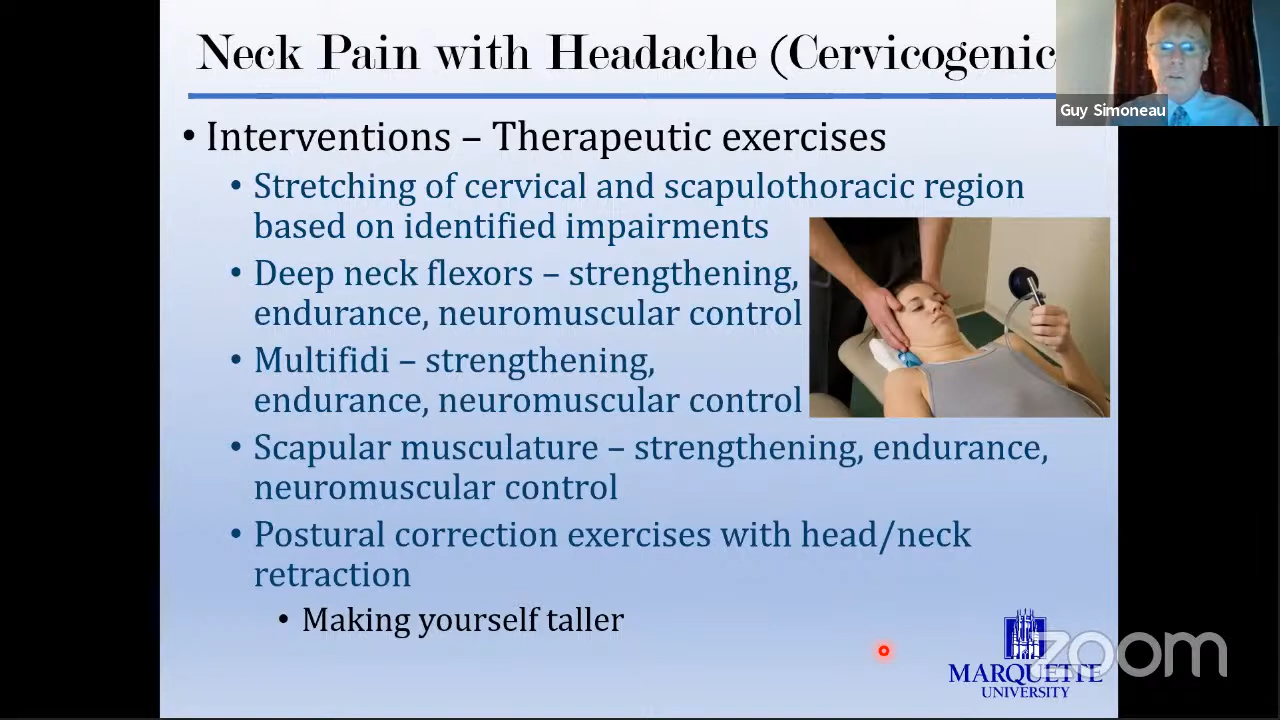 Neck Pain with Headache (Cervicogenic
Guy Simoneau
• Interventions – Therapeutic exercises
• Stretching of cervical and scapulothoracic region
based on identified impairments
• Deep neck flexors – strengthening,
endurance, neuromuscular control
• Multifidi – strengthening,
endurance, neuromuscular control
• Scapular musculature – strengthening, endurance,
neuromuscular control
• Postural correction exercises with head/neck
retraction
• Making yourself taller
zoom
MARQUETTE
UNIVERSITY